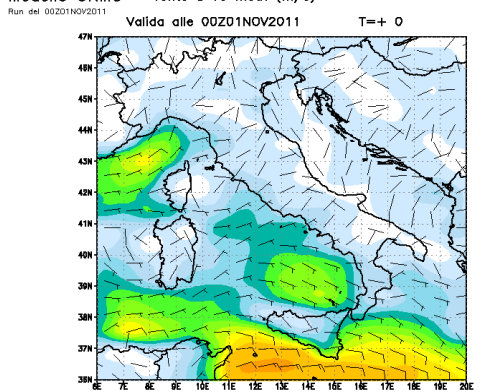 Run del 00Z01NOV2011
Valida alle 00Z01NOV2011 T=+ 0
47N
46N
45N
44N
43N
42N
41N
40N
39N
38N
37N
36N
6E 7E 8E 9E 10E 11E 12E 13E 14E 15E 16E 17E 18E 19E 20E